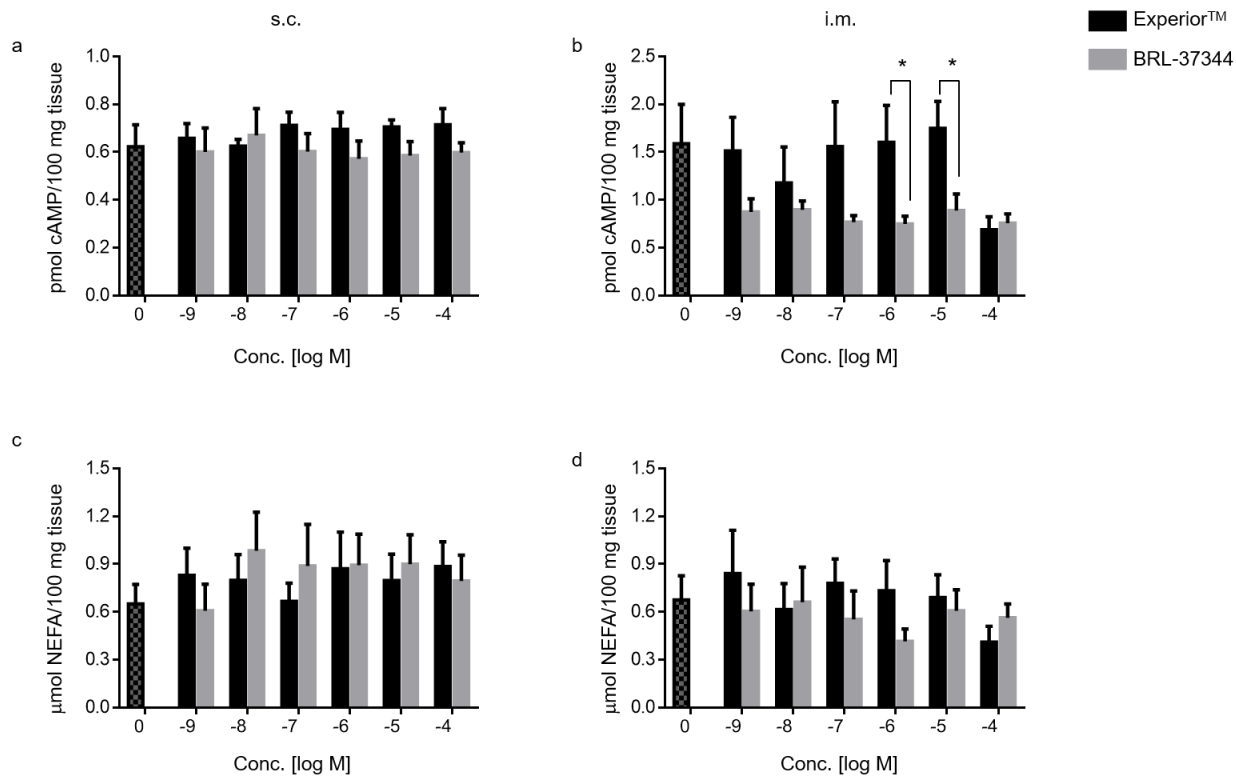 s.c.
i.m.
Experior™
BRL-37344
a
pmol cAMP/100 mg tissue
1.0
0.8
0.6
0.4
0.2
0.0
0 -9 -8 -7 -6 -5 -4
Conc. [log M]
b
pmol cAMP/100 mg tissue
2.5
2.0
1.5
1.0
0.5
0.0
* *
0 -9 -8 -7 -6 -5 -4
Conc. [log M]
c
µmol NEFA/100 mg tissue
1.5
1.2
0.9
0.6
0.3
0.0
0 -9 -8 -7 -6 -5 -4
Conc. [log M]
d
µmol NEFA/100 mg tissue
1.5
1.2
0.9
0.6
0.3
0.0
0 -9 -8 -7 -6 -5 -4
Conc. [log M]